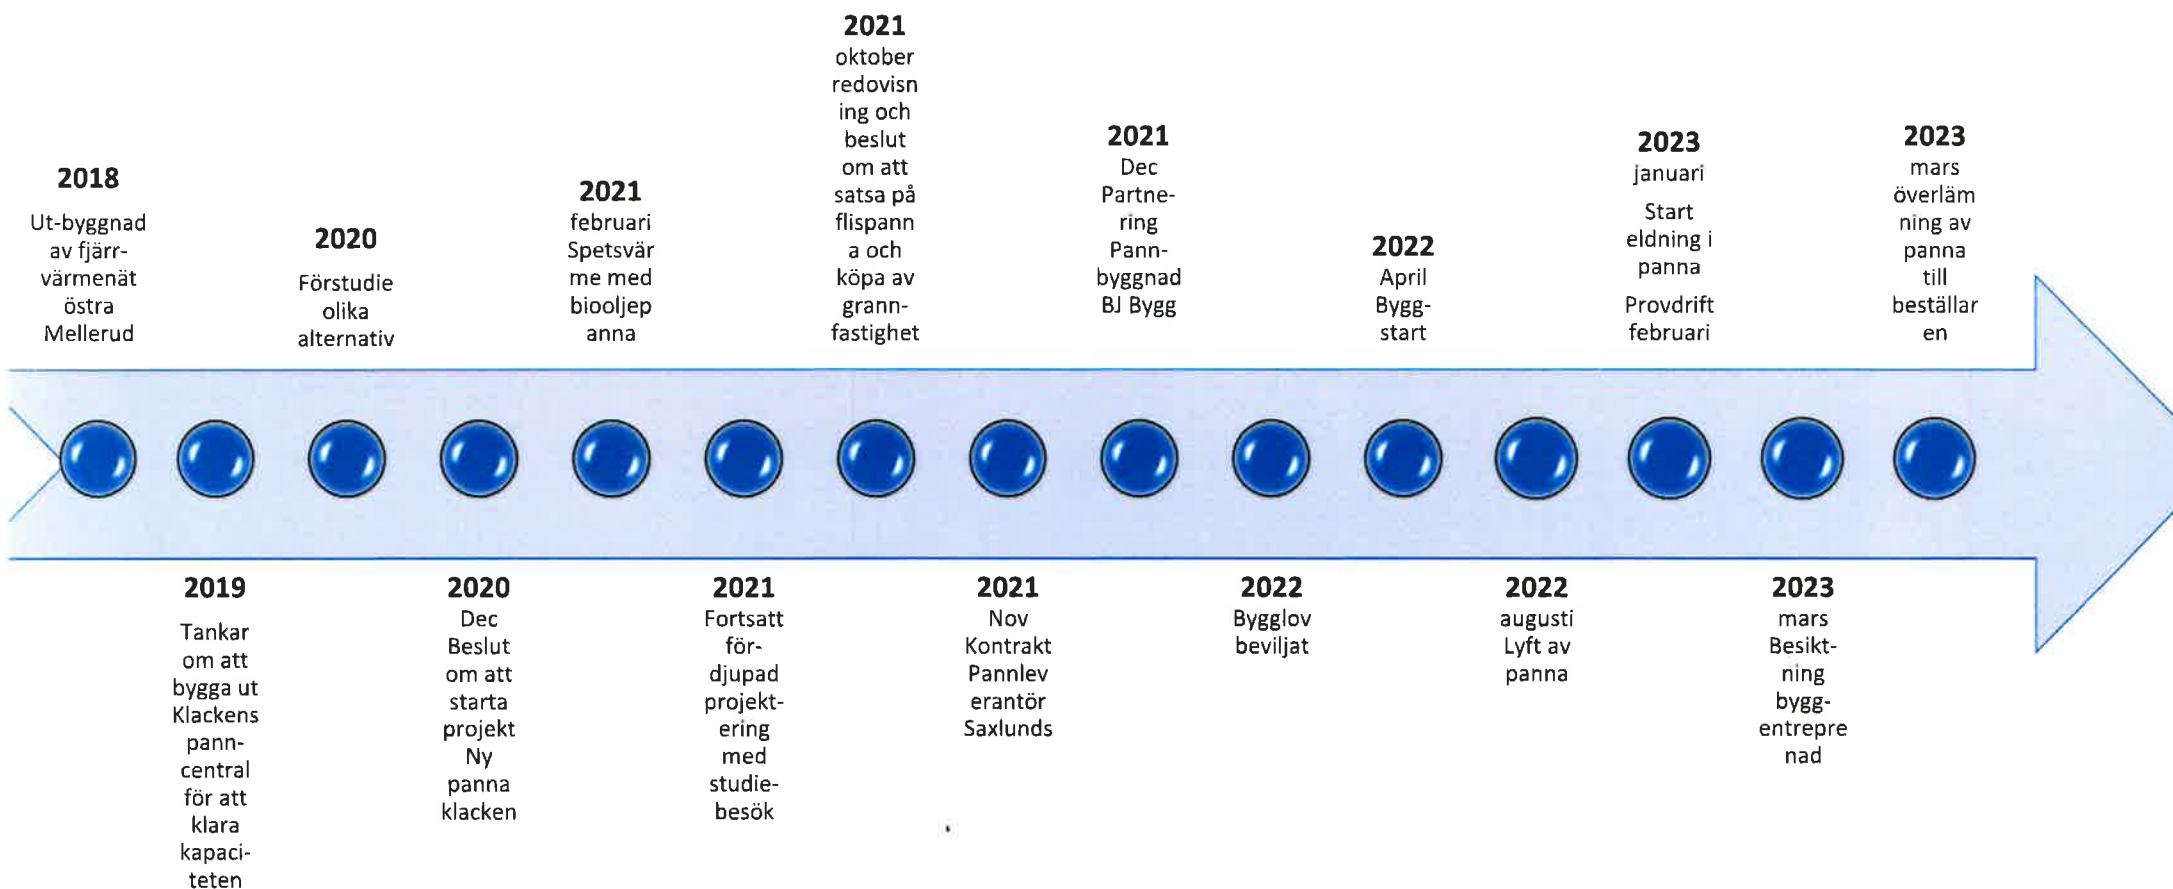 2018
Ut-byggnad
av fjärr-
värmenät
östra
Mellerud
2019
Tankar
om att
bygga ut
Klackens
pann-
central
för att
klara
kapaci-
teten
2020
Förstudie
olika
alternativ
2020
Dec
Beslut
om att
starta
projekt
Ny
panna
klacken
2021
februari
Spetsvär
me med
biooljep
anna
2021
Fortsatt
för-
djupad
projekt-
ering
med
studie-
besök
2021
oktober
redovisn
ing och
beslut
om att
satsa på
flispann
a och
köpa av
grann-
fastighet
2021
Nov
Kontrakt
Pannlev
erantör
Saxlunds
2021
Dec
Partne-
ring
Pann-
byggnad
BJ Bygg
2022
Bygglov
beviljat
2022
April
Bygg-
start
2022
augusti
Lyft av
panna
2023
januari
Start
eldning i
panna
Provdrift
februari
2023
mars
Besikt-
ning
bygg-
entrepre
nad
2023
mars
överläm
ning av
panna
till
beställar
en